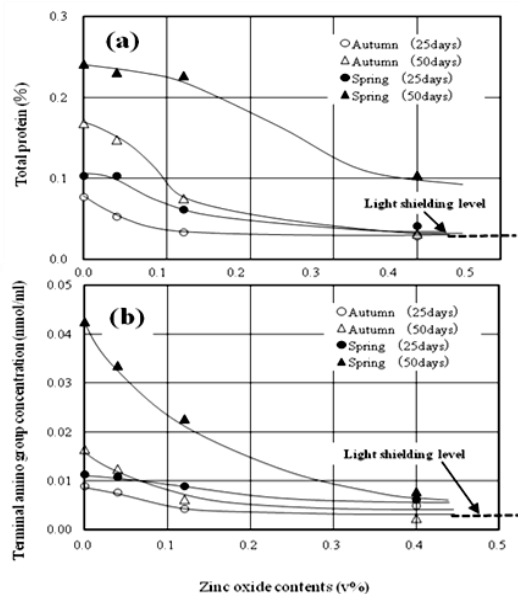 (a)
Autumn (25days)
Autumn (50days)
Spring (25days)
Spring (50days)
Light shielding level
Total protein (%)
0.3
0.2
0.1
0.0
0.0 0.1 0.2 0.3 0.4 0.5
(b)
Autumn (25days)
Autumn (50days)
Spring (25days)
Spring (50days)
Light shielding level
Terminal amino group concentration (nmol/ml)
0.05
0.04
0.03
0.02
0.01
0.00
0.0 0.1 0.2 0.3 0.4 0.5
Zinc oxide contents (v%)